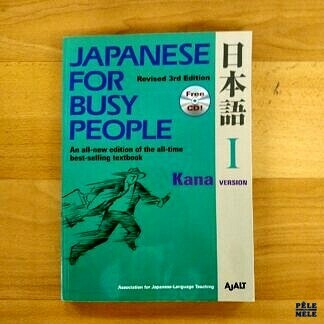 JAPANESE
FOR
BUSY
PEOPLE
Revised 3rd Edition
Free
CD!
An all-new edition of the all-time
best-selling textbook
日本語
I
Kana VERSION
Association for Japanese-Language Teaching
AJALT
PÊLE
MÊLE